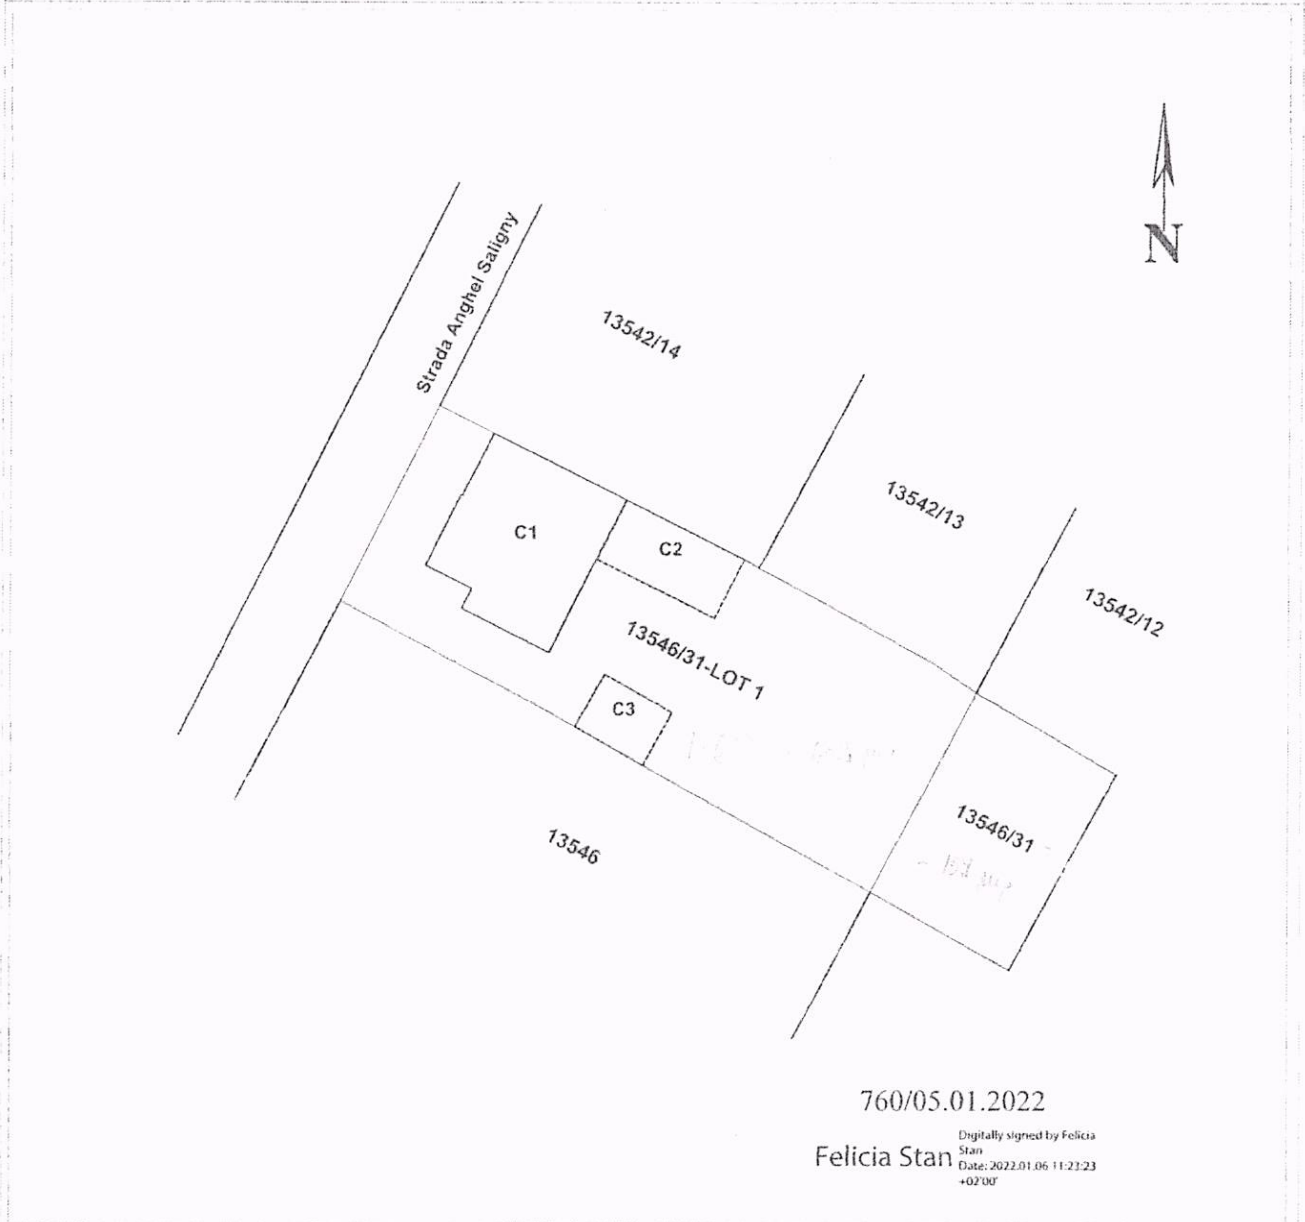 N
Strada Anghel Saligny
13542/14
13542/13
13542/12
C1
C2
13546/31-LOT 1
C3
13546/31
13546
760/05.01.2022
Felicia Stan
Digitally signed by Felicia
Stan
Date: 2022.01.06 11:23:23
+02'00'